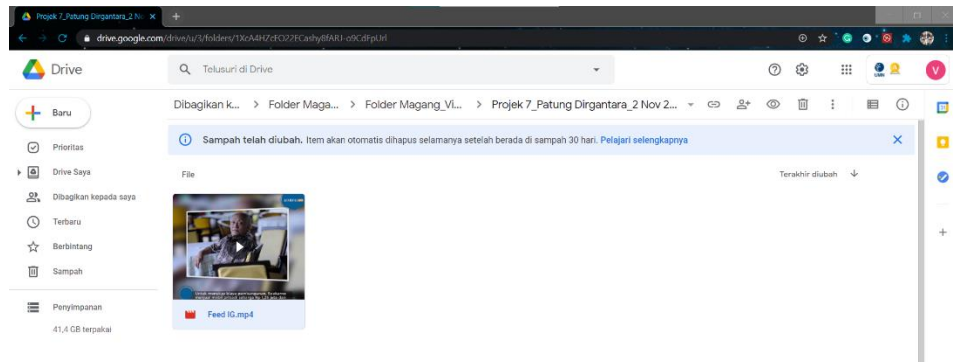 Projek 7_Patung Dirgantara_2 N
drive.google.com/drive/u/3/folders/
Drive
Telusuri di Drive
UMN
V
Baru
Dibagikan k... > Folder Maga... > Folder Magang_Vi... > Projek 7_Patung Dirgantara_2 Nov 2...
Sampah telah diubah. Item akan otomatis dihapus selamanya setelah berada di sampah 30 hari. Pelajari selengkapnya
Prioritas
Drive Saya
Dibagikan kepada saya
Terbaru
Berbintang
Sampah
Penyimpanan
41,4 GB terpakai
File
Terakhir diubah
Feed IG.mp4